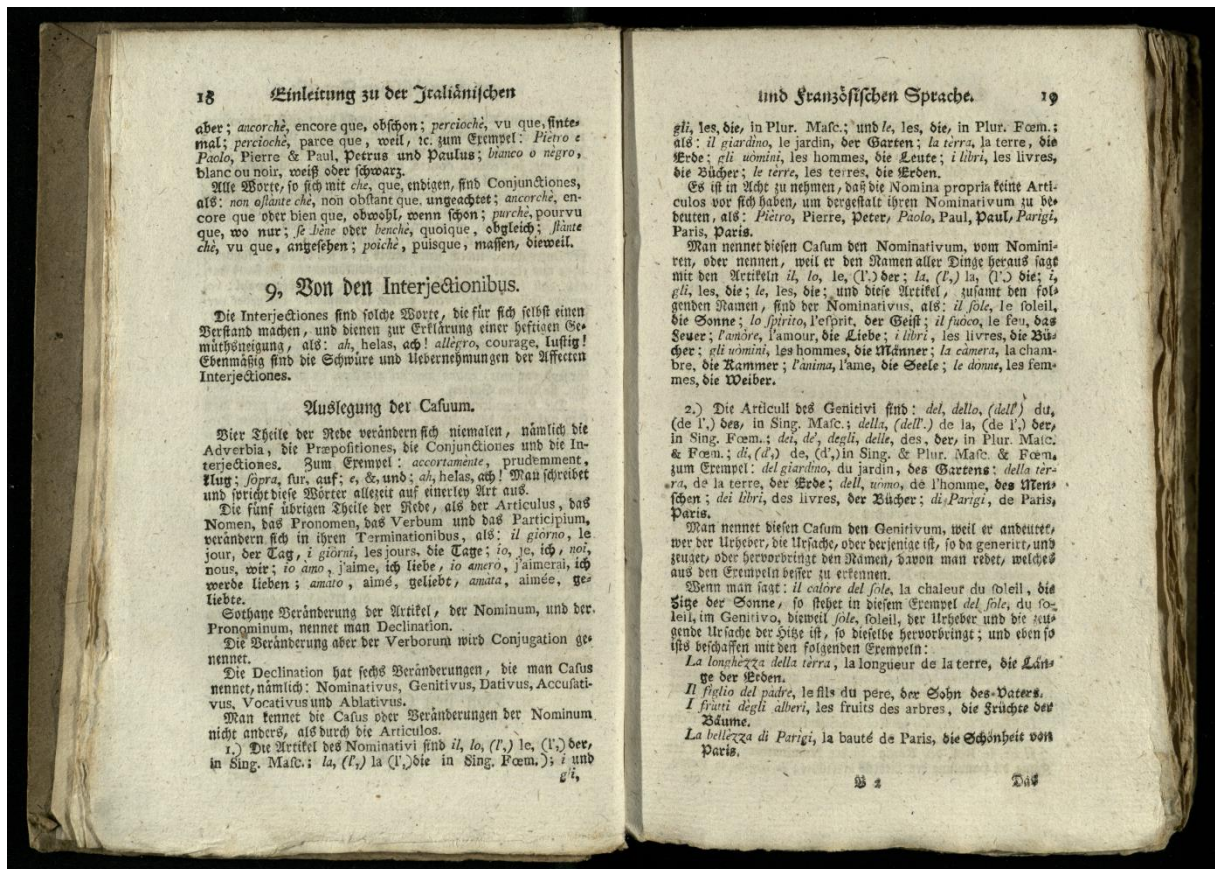 18 Einleitung zu der Italiänischen
aber; ancorchè, encore que, obschon; perciochè, vu que, sinte-
mal; perciochè, parce que, weil, ꝛc. zum Exempel: Piètro e
Paolo, Pierre & Paul, Petrus und Paulus; bianco o nègro,
blanc ou noir, weiß oder schwarz.
Alle Worte, so sich mit che, que, endigen, sind Conjunctiones,
als: non ostante chè, non obstant que, ungeachtet; ancorchè, en-
core que oder bien que, obwohl, wenn schon; purchè, pourvu
que, wo nur; se bène oder benchè, quoique, obgleich; stànte
chè, vu que, angesehen; poichè, puisque, massen, dieweil.
9, Von den Interjectionibus.
Die Interjectiones sind solche Worte, die für sich selbst einen
Verstand machen, und dienen zur Erklärung einer heftigen Ge-
müthsneigung, als: ah, helas, ach! allègro, courage, lustig!
Ebenmäßig sind die Schwüre und Uebernehmungen der Affecten
Interjectiones.
Auslegung der Casuum.
Vier Theile der Rede verändern sich niemalen, nämlich die
Adverbia, die Præpositiones, die Conjunctiones und die In-
terjectiones. Zum Exempel: accortamènte, prudemment,
klug; sòpra, sur, auf; e, &, und; ah, helas, ach! Man schreibet
und spricht diese Wörter allezeit auf einerley Art aus.
Die fünf übrigen Theile der Rede, als der Articulus, das
Nomen, das Pronomen, das Verbum und das Participium,
verändern sich in ihren Terminationibus, als: il giòrno, le
jour, der Tag, i giòrni, les jours, die Tage; io, je, ich, noi,
nous, wir; io amo, j'aime, ich liebe, io amerò, j'aimerai, ich
werde lieben; amato, aimé, geliebt, amata, aimée, ge-
liebte.
Sothane Veränderung der Artikel, der Nominum, und der
Pronominum, nennet man Declination.
Die Veränderung aber der Verborum wird Conjugation ge-
nennet.
Die Declination hat sechs Veränderungen, die man Casus
nennet, nämlich: Nominativus, Genitivus, Dativus, Accusati-
vus, Vocativus und Ablativus.
Man kennet die Casus oder Veränderungen der Nominum
nicht anders, als durch die Articulos.
1.) Die Artikel des Nominativi sind il, lo, (l',) le, (l',) der,
in Sing. Masc.; la, (l',) la (l',) die in Sing. Fœm.); i und
gli,
und Französischen Sprache. 19
gli, les, die, in Plur. Masc.; und le, les, die, in Plur. Fœm.;
als: il giardino, le jardin, der Garten; la tèrra, la terre, die
Erde; gli uòmini, les hommes, die Leute; i libri, les livres,
die Bücher; le tèrre, les terres, die Erden.
Es ist in Acht zu nehmen, daß die Nomina propria keine Arti-
culos vor sich haben, um dergestalt ihren Nominativum zu be-
deuten, als: Piètro, Pierre, Peter, Paolo, Paul, Paul, Parigi,
Paris, Paris.
Man nennet diesen Casum den Nominativum, vom Nomini-
ren, oder nennen, weil er den Namen aller Dinge heraus sagt
mit den Artikeln il, lo, le, (l',) der; la, (l',) la, (l',) die; i,
gli, les, die; le, les, die; und diese Artikel, zusamt den fol-
genden Namen, sind der Nominativus, als: il sole, le soleil,
die Sonne; lo spirito, l'esprit, der Geist; il fuòco, le feu, das
Feuer; l'amòre, l'amour, die Liebe; i libri, les livres, die Bü-
cher; gli uòmini, les hommes, die Männer; la càmera, la cham-
bre, die Kammer; l'ànima, l'ame, die Seele; le dònne, les fem-
mes, die Weiber.
2.) Die Articuli des Genitivi sind: del, dello, (dell') du,
(de l',) des, in Sing. Masc.; della, (dell',) de la, (de l',) der,
in Sing. Fœm.; dei, de', degli, delle, des, der, in Plur. Masc.
& Fœm.; di, (d',) de, (d',) in Sing. & Plur. Masc. & Fœm.
zum Exempel: del giardino, du jardin, des Gartens: della tèr-
ra, de la terre, der Erde; dell, uòmo, de l'homme, des Men-
schen; dei libri, des livres, der Bücher; di Parigi, de Paris,
Paris.
Man nennet diesen Casum den Genitivum, weil er andeutet,
wer der Urheber, die Ursache, oder derjenige ist, so da generirt, und
zeuget, oder hervorbringt den Namen, davon man redet, welches
aus den Exempeln besser zu erkennen.
Wenn man sagt: il calòre del sole, la chaleur du soleil, die
Hitze der Sonne, so stehet in diesem Exempel del sole, du so-
leil, im Genitivo, dieweil sòle, soleil, der Urheber und die zeu-
gende Ursache der Hitze ist, so dieselbe hervorbringt; und eben so
ists beschaffen mit den folgenden Exempeln:
La longhèzza della tèrra, la longueur de la terre, die Län-
ge der Erden.
Il figlio del pàdre, le fils du pere, der Sohn des Vaters.
I frutti dègli àlberi, les fruits des arbres, die Früchte der
Bäume.
La bellèzza di Parigi, la bauté de Paris, die Schönheit von
Paris.
B 2 Das